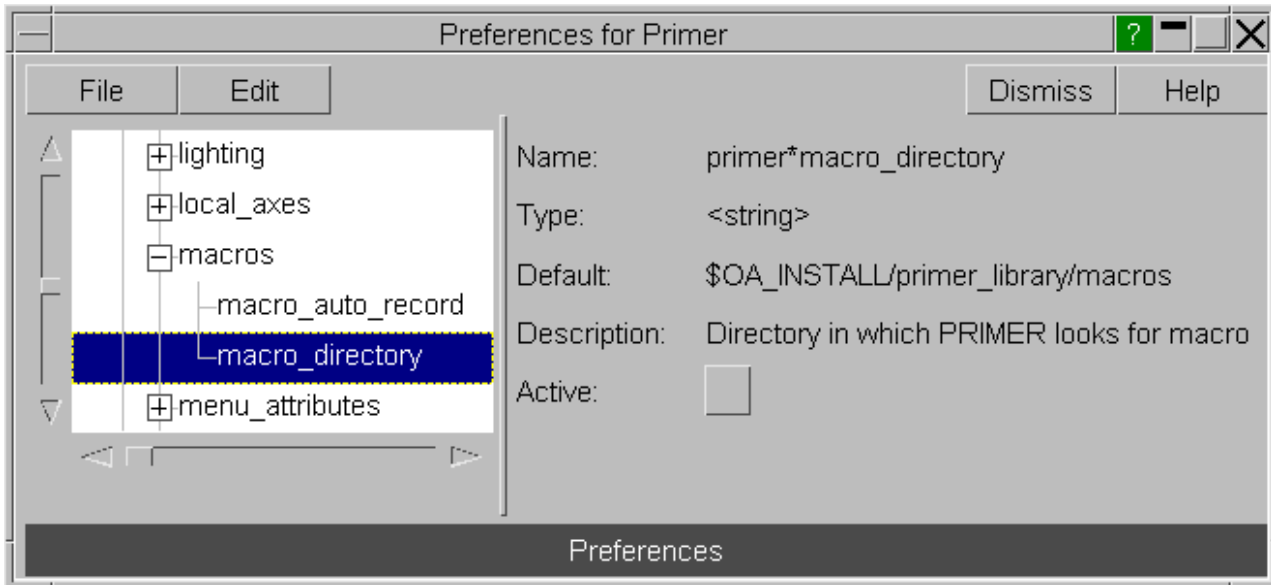 Preferences for Primer
?
File Edit Dismiss Help
lighting
local_axes
macros
macro_auto_record
macro_directory
menu_attributes
Name: primer*macro_directory
Type: <string>
Default: $OA_INSTALL/primer_library/macros
Description: Directory in which PRIMER looks for macro
Active:
Preferences